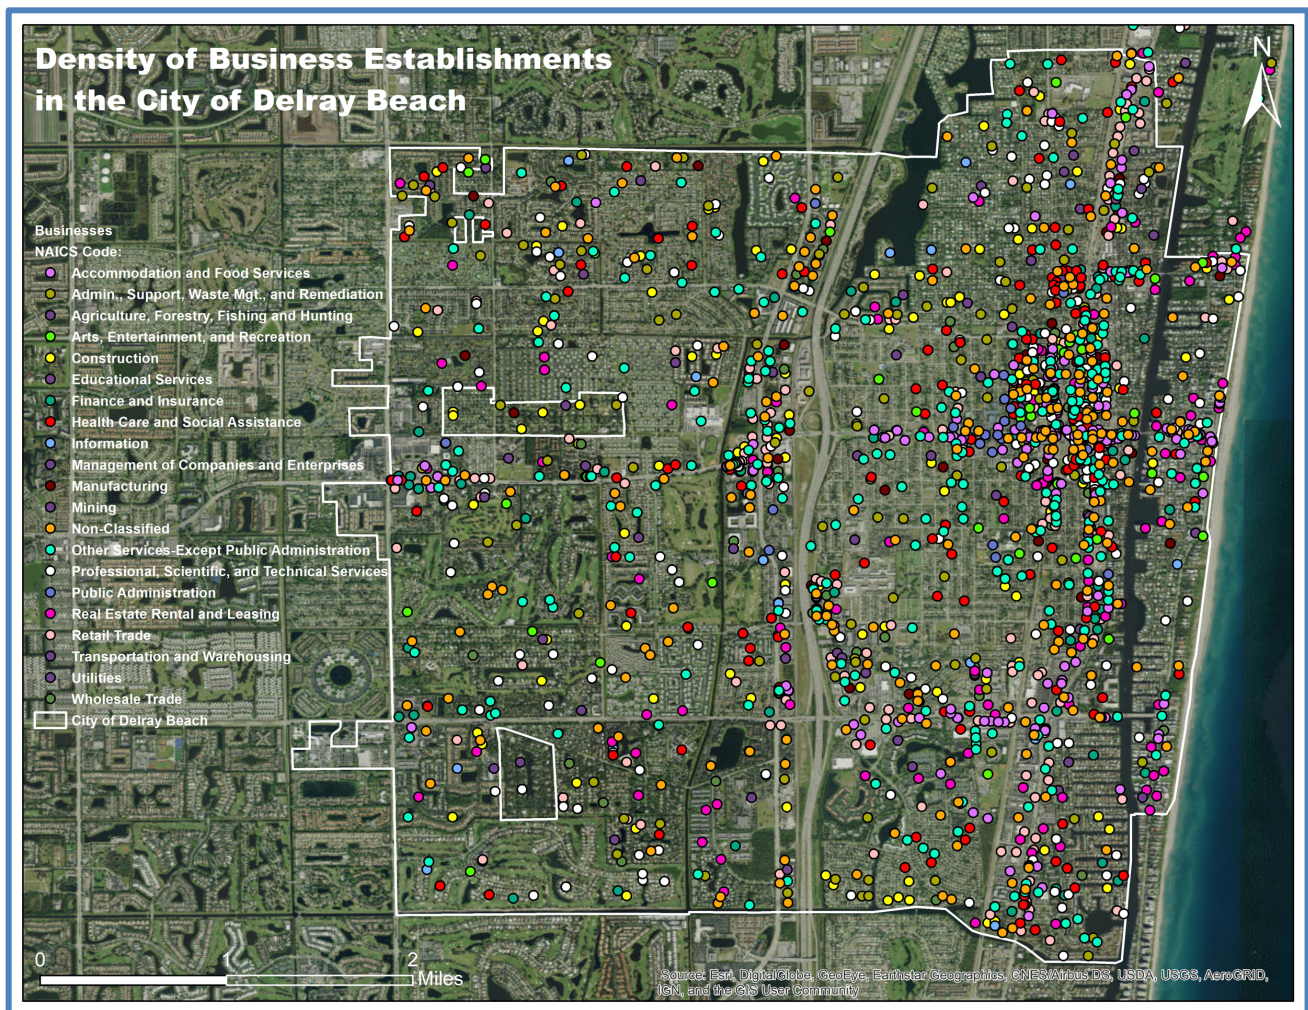 Density of Business Establishments
in the City of Delray Beach
N
Businesses
NAICS Code:
Accommodation and Food Services
Admin., Support, Waste Mgt., and Remediation
Agriculture, Forestry, Fishing and Hunting
Arts, Entertainment, and Recreation
Construction
Educational Services
Finance and Insurance
Health Care and Social Assistance
Information
Management of Companies and Enterprises
Manufacturing
Mining
Non-Classified
Other Services-Except Public Administration
Professional, Scientific, and Technical Services
Public Administration
Real Estate Rental and Leasing
Retail Trade
Transportation and Warehousing
Utilities
Wholesale Trade
City of Delray Beach
0 1 2
Miles
Source: Esri, DigitalGlobe, GeoEye, Earthstar Geographics, CNES/Airbus DS, USDA, USGS, AeroGRID,
IGN, and the GIS User Community